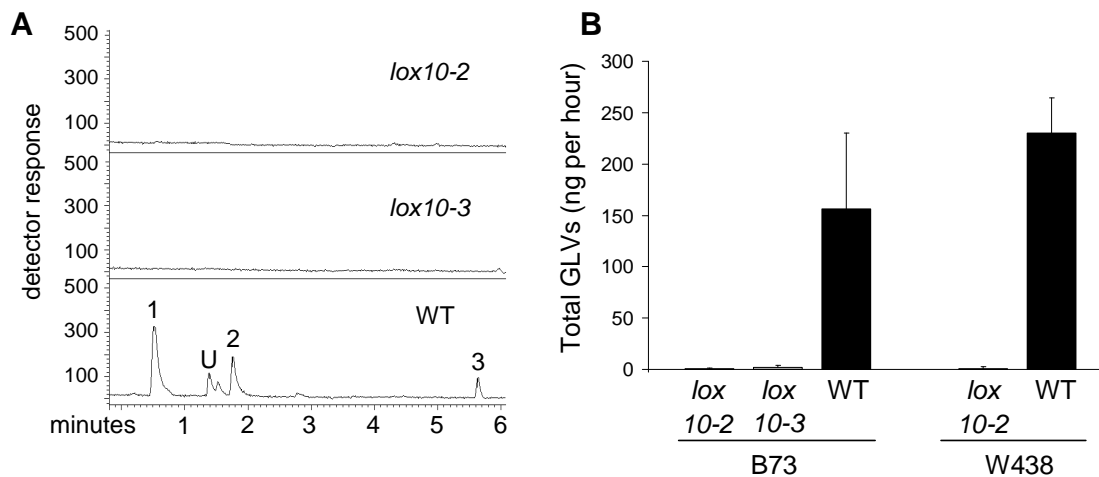 A
detector response
500
300
100
lox10-2
500
300
100
lox10-3
500
300
100
WT
1
U
2
3
minutes 1 2 3 4 5 6
B
Total GLVs (ng per hour)
300
250
200
150
100
50
0
lox lox WT lox WT
10-2 10-3 10-2
B73 W438